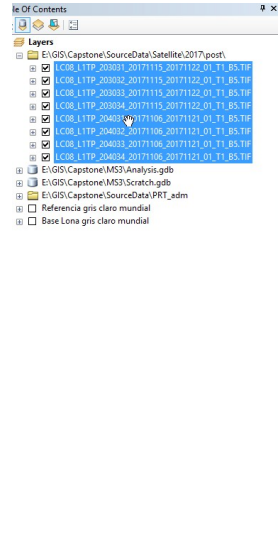 le Of Contents
Layers
E:\GIS\Capstone\SourceData\Satellite\2017\post\
LC08_L1TP_203031_20171115_20171122_01_T1_B5.TIF
LC08_L1TP_203032_20171115_20171122_01_T1_B5.TIF
LC08_L1TP_203033_20171115_20171122_01_T1_B5.TIF
LC08_L1TP_203034_20171115_20171122_01_T1_B5.TIF
20171106_20171121_01_T1_B5.TIF
LC08_L1TP_204032_20171106_20171121_01_T1_B5.TIF
LC08_L1TP_204033_20171106_20171121_01_T1_B5.TIF
LC08_L1TP_204034_20171106_20171121_01_T1_B5.TIF
E:\GIS\Capstone\MS3\Analysis.gdb
E:\GIS\Capstone\MS3\Scratch.gdb
E:\GIS\Capstone\SourceData\PRT_adm
Referencia gris claro mundial
Base Lona gris claro mundial